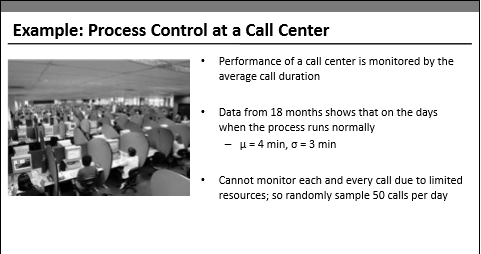 Example: Process Control at a Call Center
• Performance of a call center is monitored by the
average call duration
• Data from 18 months shows that on the days
when the process runs normally
– μ = 4 min, σ = 3 min
• Cannot monitor each and every call due to limited
resources; so randomly sample 50 calls per day